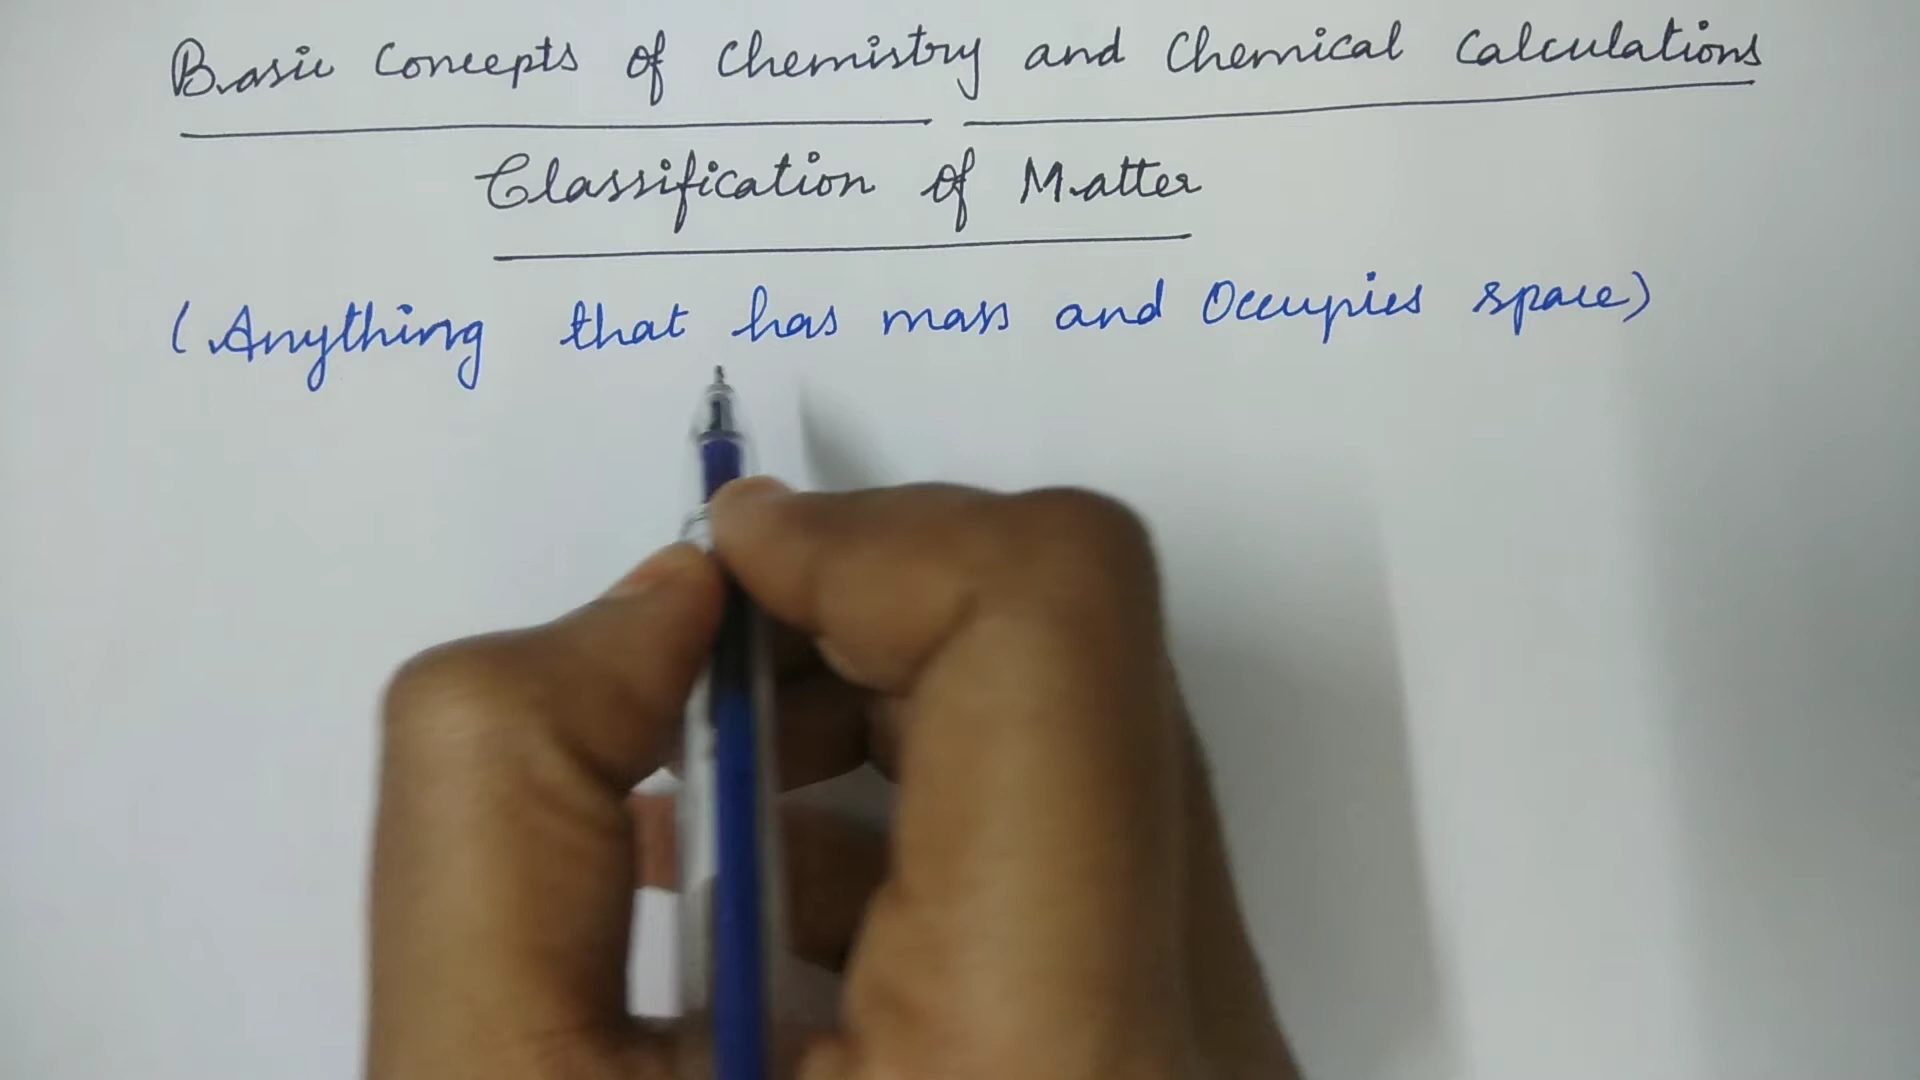 Basic Concepts of Chemistry and Chemical Calculations
Classification of Matter
(Anything that has mass and Occupies space)